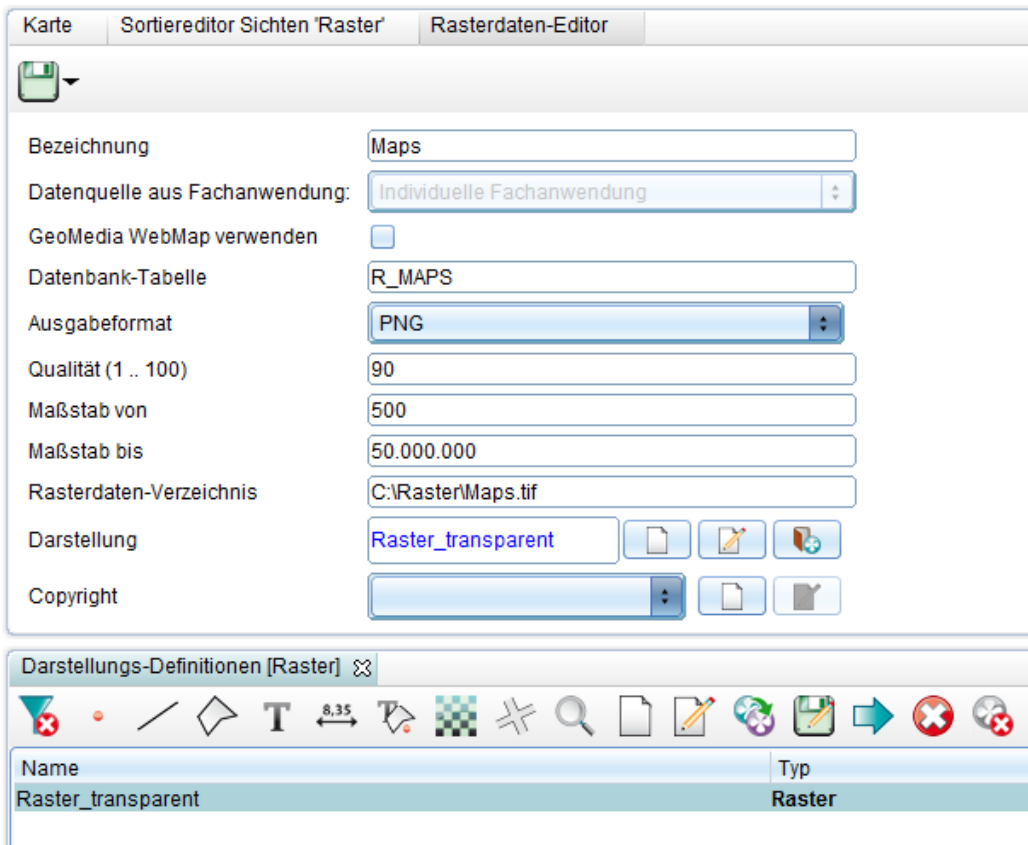 Karte Sortiereditor Sichten 'Raster' Rasterdaten-Editor
Bezeichnung Maps
Datenquelle aus Fachanwendung: Individuelle Fachanwendung
GeoMedia WebMap verwenden
Datenbank-Tabelle R_MAPS
Ausgabeformat PNG
Qualität (1 .. 100) 90
Maßstab von 500
Maßstab bis 50.000.000
Rasterdaten-Verzeichnis C:\Raster\Maps.tif
Darstellung Raster_transparent
Copyright
Darstellungs-Definitionen [Raster]
T 8,35 T
Name Typ
Raster_transparent Raster